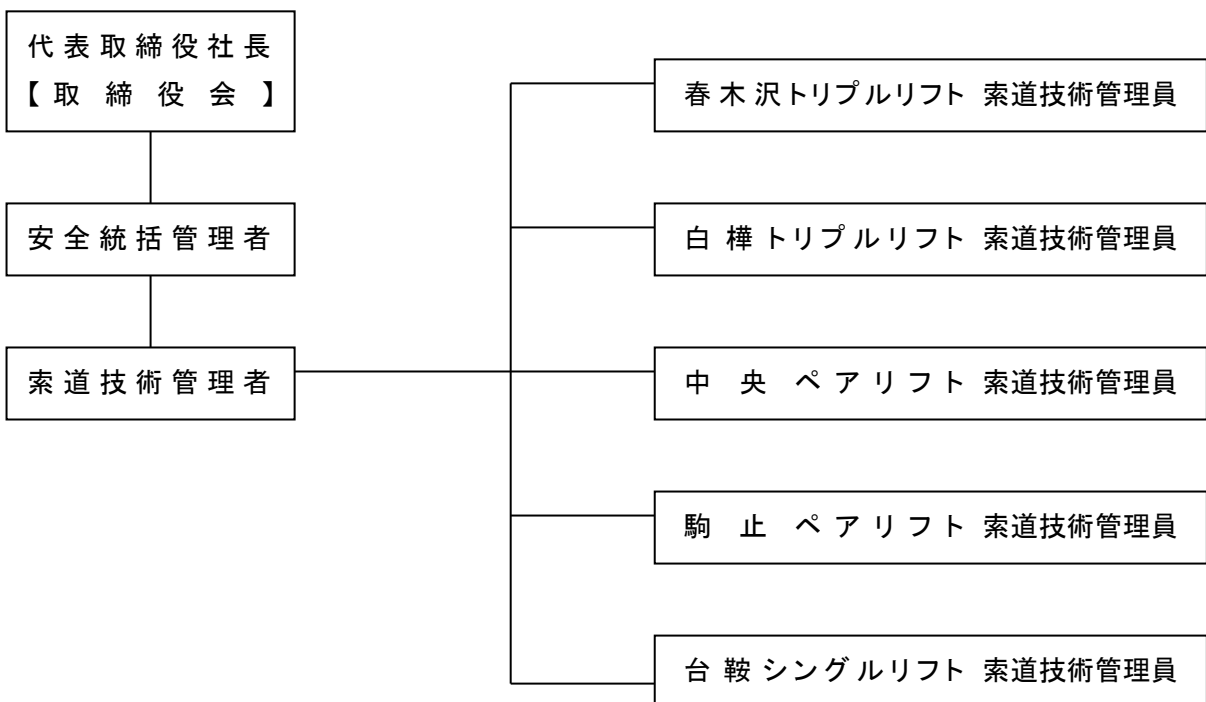 代表取締役社長
【取締役会】
安全統括管理者
索道技術管理者
春木沢トリプルリフト 索道技術管理員
白樺トリプルリフト 索道技術管理員
中央ペアリフト 索道技術管理員
駒止ペアリフト 索道技術管理員
台鞍シングルリフト 索道技術管理員